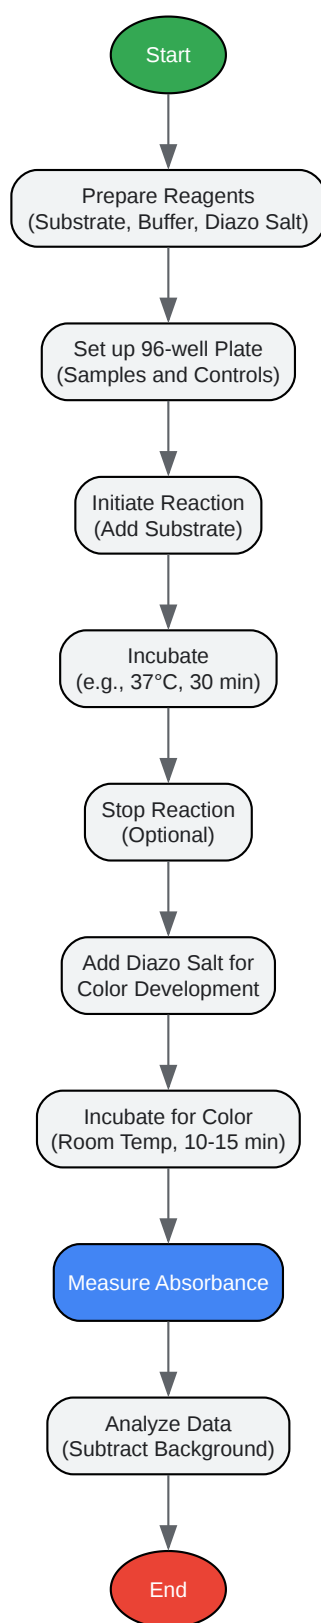 Start
Prepare Reagents
(Substrate, Buffer, Diazo Salt)
Set up 96-well Plate
(Samples and Controls)
Initiate Reaction
(Add Substrate)
Incubate
(e.g., 37°C, 30 min)
Stop Reaction
(Optional)
Add Diazo Salt for
Color Development
Incubate for Color
(Room Temp, 10-15 min)
Measure Absorbance
Analyze Data
(Subtract Background)
End